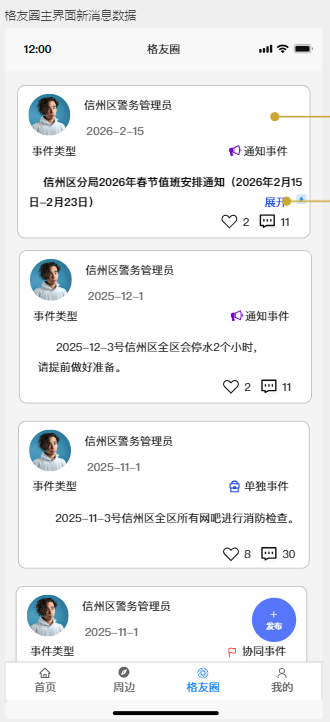 格友圈主界面新消息数据
12:00 格友圈
信州区警务管理员
2026-2-15
事件类型 通知事件
信州区分局2026年春节值班安排通知（2026年2月15
日-2月23日） 展开
2 11
信州区警务管理员
2025-12-1
事件类型 通知事件
2025-12-3号信州区全区会停水2个小时，
请提前做好准备。
2 11
信州区警务管理员
2025-11-1
事件类型 单独事件
2025-11-3号信州区全区所有网吧进行消防检查。
8 30
信州区警务管理员
2025-11-1
+
发布
事件类型 协同事件
首页 周边 格友圈 我的